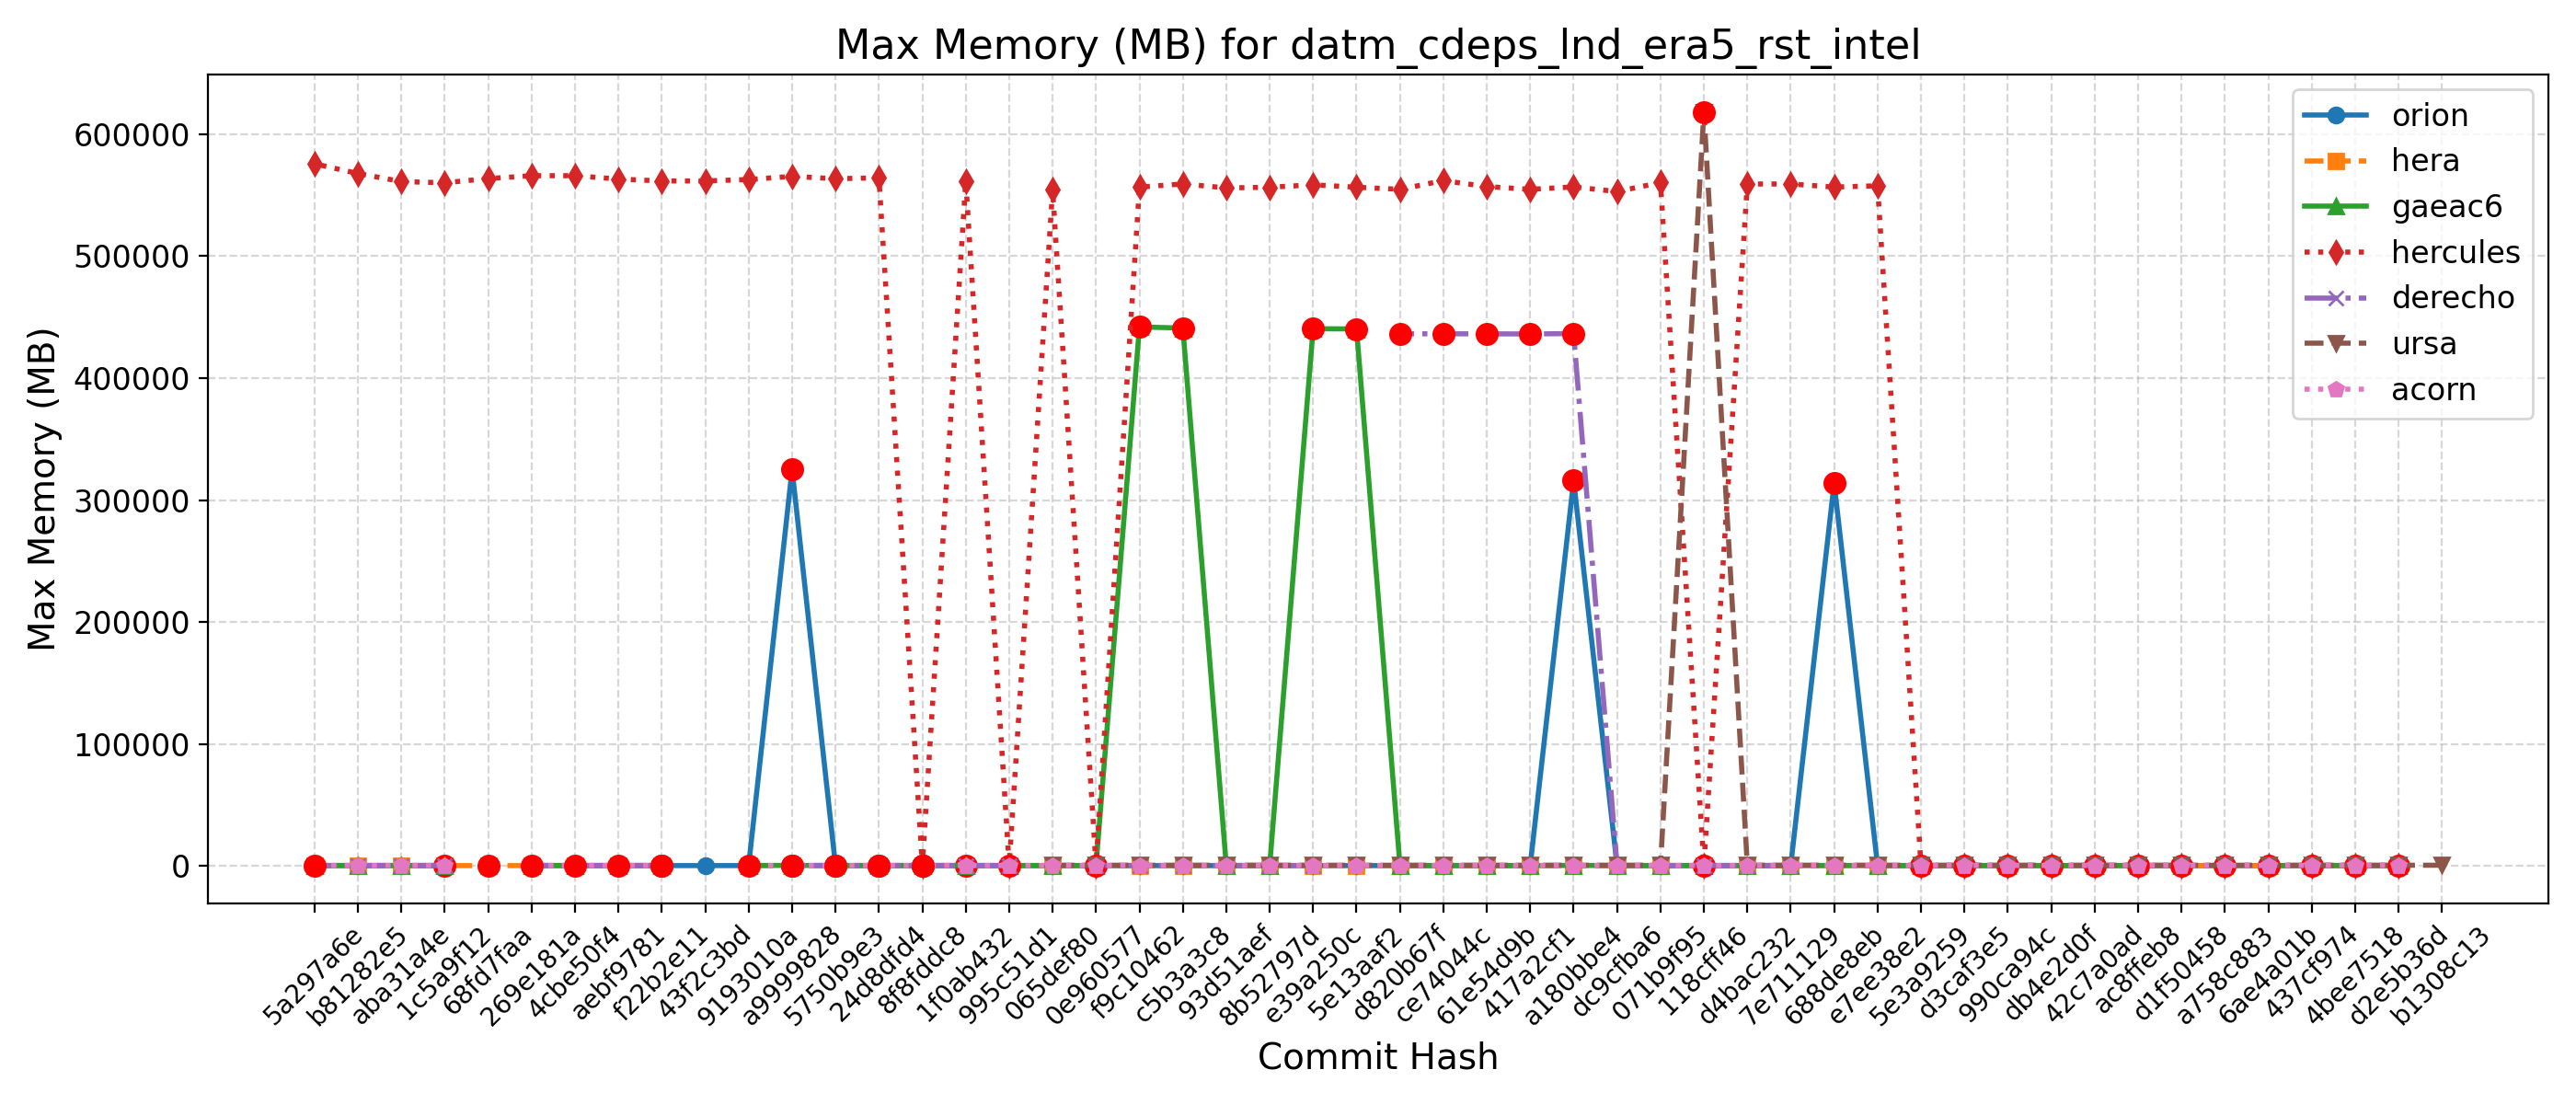 Max Memory (MB) for datm_cdeps_lnd_era5_rst_intel
Max Memory (MB)
600000
500000
400000
300000
200000
100000
0
orion
hera
gaeac6
hercules
derecho
ursa
acorn
5a297a6e
b81282e5
aba31a4e
1c5a9f12
68fd7faa
269e181a
4cbe50f4
aebf9781
f22b2e11
43f2c3bd
9193010a
a9999828
5750b9e3
24d8dfd4
8f8fddc8
1f0ab432
995c51d1
065def80
0e960577
f9c10462
c5b3a3c8
93d51aef
8b52797d
e39a250c
5e13aaf2
d820b67f
ce74044c
61e54d9b
417a2cf1
a180bbe4
dc9cfba6
071b9f95
118cff46
d4bac232
7e711129
688de8eb
e7ee38e2
5e3a9259
d3caf3e5
990ca94c
db4e2d0f
42c7a0ad
ac8ffeb8
d1f50458
a758c883
6ae4a01b
437cf974
4bee7518
d2e5b36d
b1308c13
Commit Hash